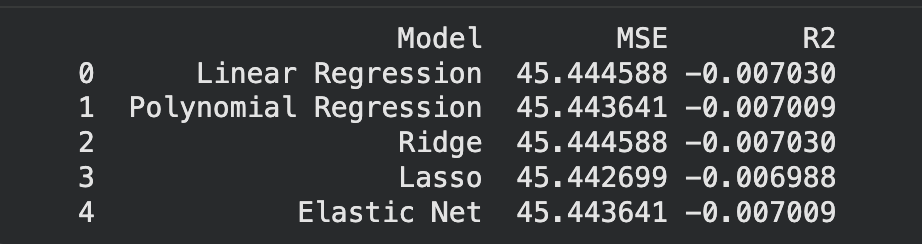 Model MSE R2
0 Linear Regression 45.444588 -0.007030
1 Polynomial Regression 45.443641 -0.007009
2 Ridge 45.444588 -0.007030
3 Lasso 45.442699 -0.006988
4 Elastic Net 45.443641 -0.007009